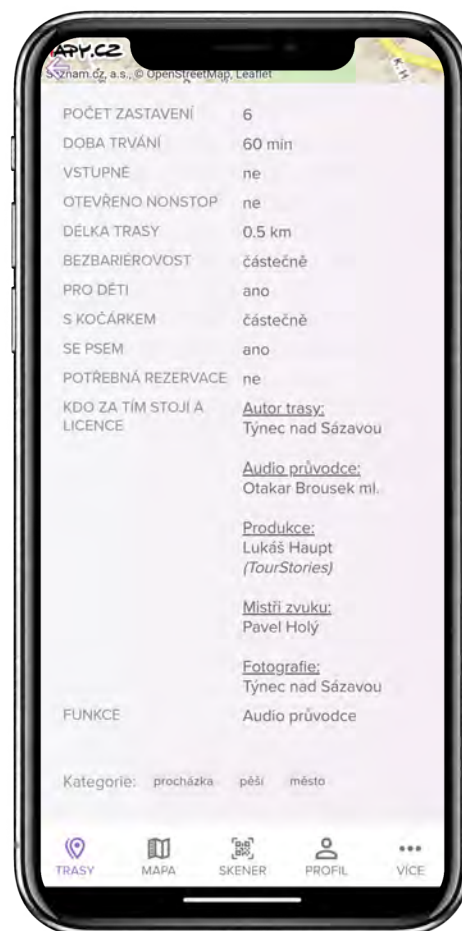 APY.CZ
Seznam.cz, a.s., © OpenStreetMap, Leaflet
K.H
POČET ZASTAVENÍ 6
DOBA TRVÁNÍ 60 min
VSTUPNÉ ne
OTEVŘENO NONSTOP ne
DÉLKA TRASY 0.5 km
BEZBARIÉROVOST částečně
PRO DĚTI ano
S KOČÁRKEM částečně
SE PSEM ano
POTŘEBNÁ REZERVACE ne
KDO ZA TÍM STOJÍ A Autor trasy:
LICENCE Týnec nad Sázavou
Audio průvodce:
Otakar Brousek ml.
Produkce:
Lukáš Haupt
(TourStories)
Mistři zvuku:
Pavel Holý
Fotografie:
Týnec nad Sázavou
FUNKCE Audio průvodce
Kategorie: procházka pěší město
TRASY MAPA SKENER PROFIL VÍCE